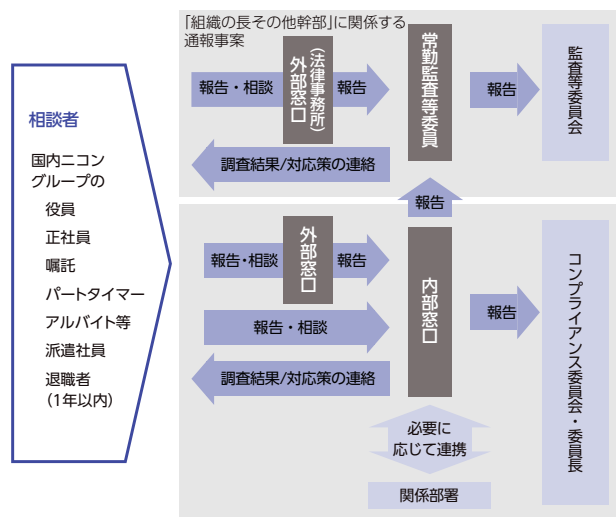 「組織の長その他幹部」に関係する
通報事案
相談者
国内ニコン
グループの
役員
正社員
嘱託
パートタイマー
アルバイト等
派遣社員
退職者
(1年以内)
報告・相談
外部窓口
(法律事務所)
報告
常勤監査等委員
報告
監査等委員会
調査結果/対応策の連絡
報告
報告・相談
外部窓口
報告
内部窓口
報告
コンプライアンス委員会・委員長
報告・相談
調査結果/対応策の連絡
必要に
応じて連携
関係部署